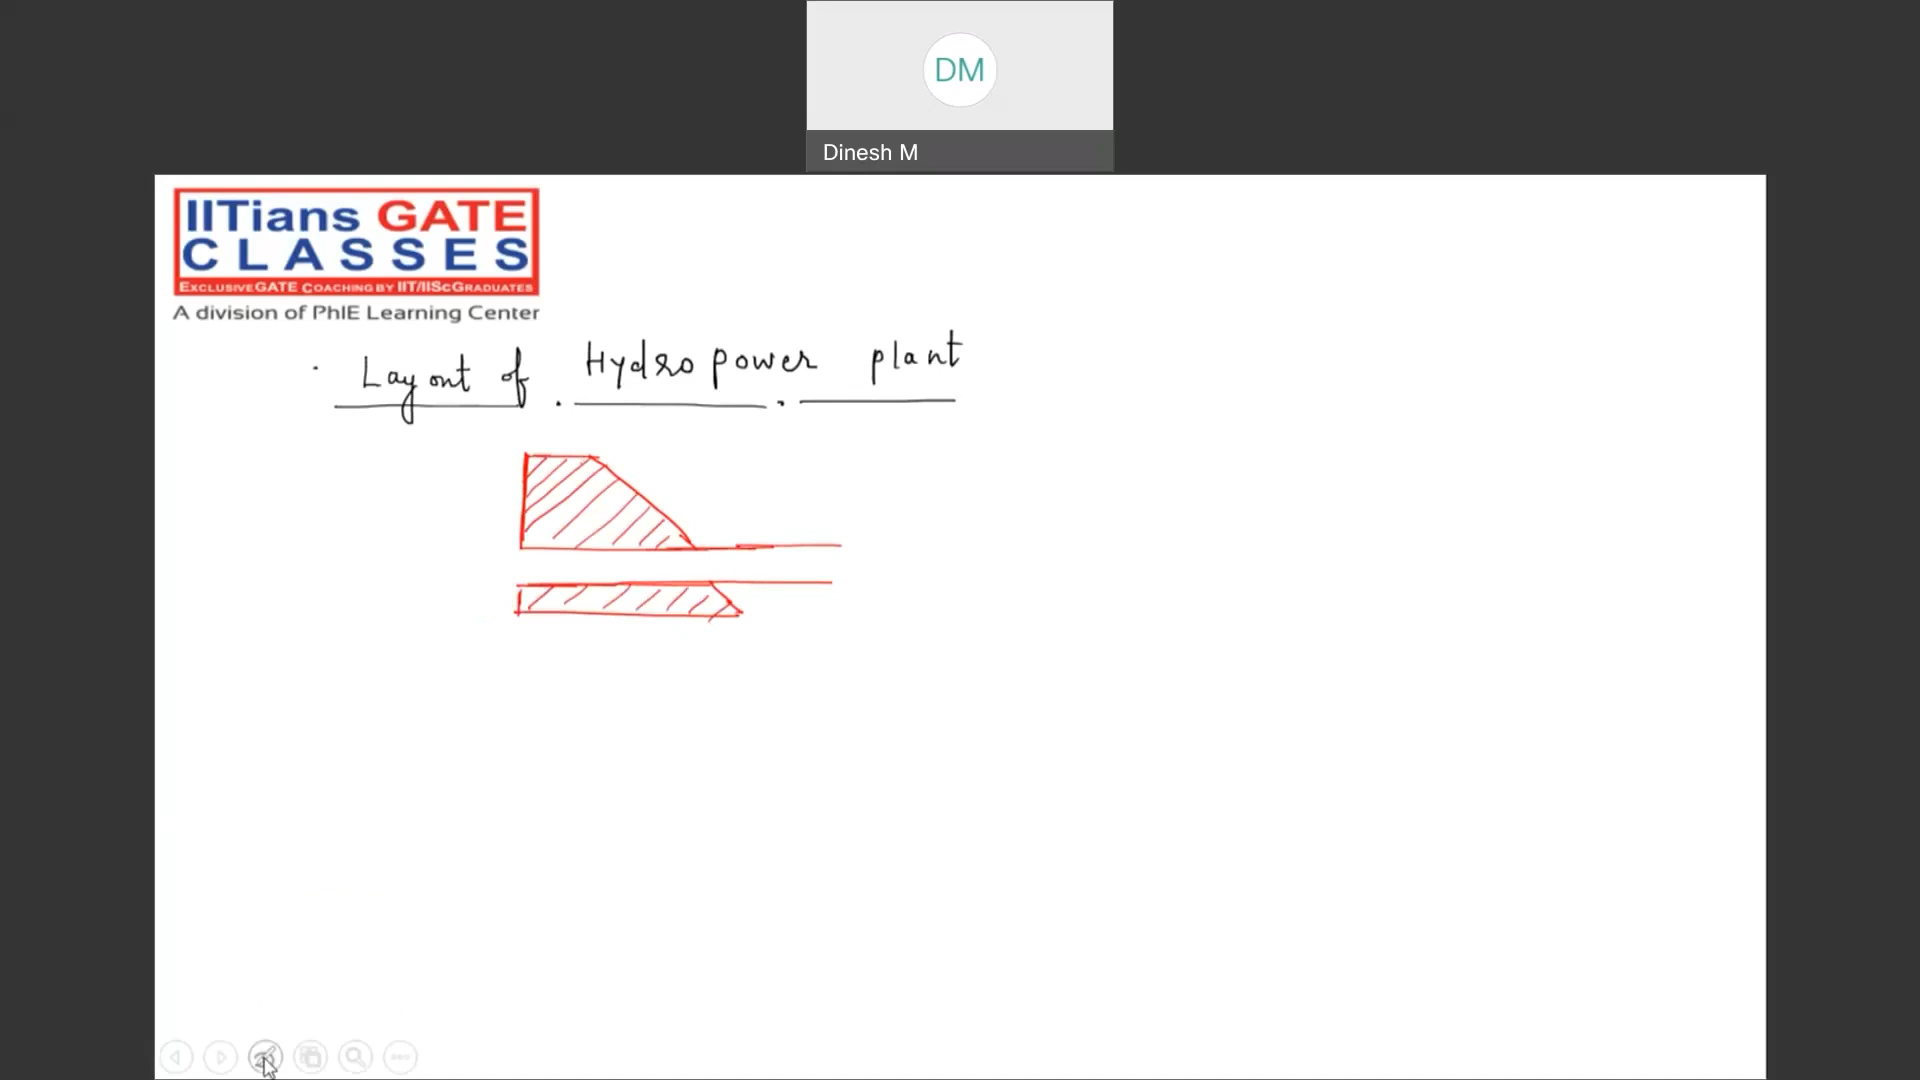 DM
Dinesh M
IITians GATE
CLASSES
EXCLUSIVE GATE COACHING BY IIT/IISc GRADUATES
A division of PhIE Learning Center
Layout of Hydro power plant